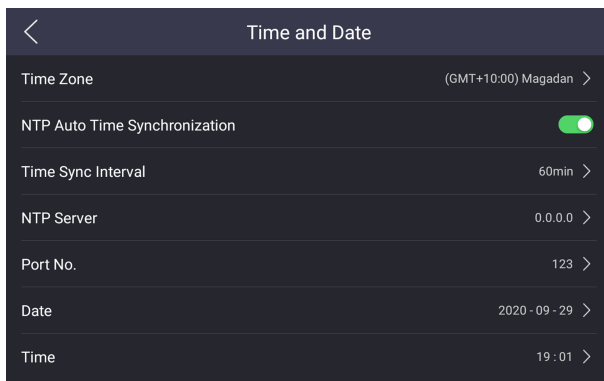 Time and Date
Time Zone (GMT+10:00) Magadan
NTP Auto Time Synchronization
Time Sync Interval 60min
NTP Server 0.0.0.0
Port No. 123
Date 2020 - 09 - 29
Time 19 : 01